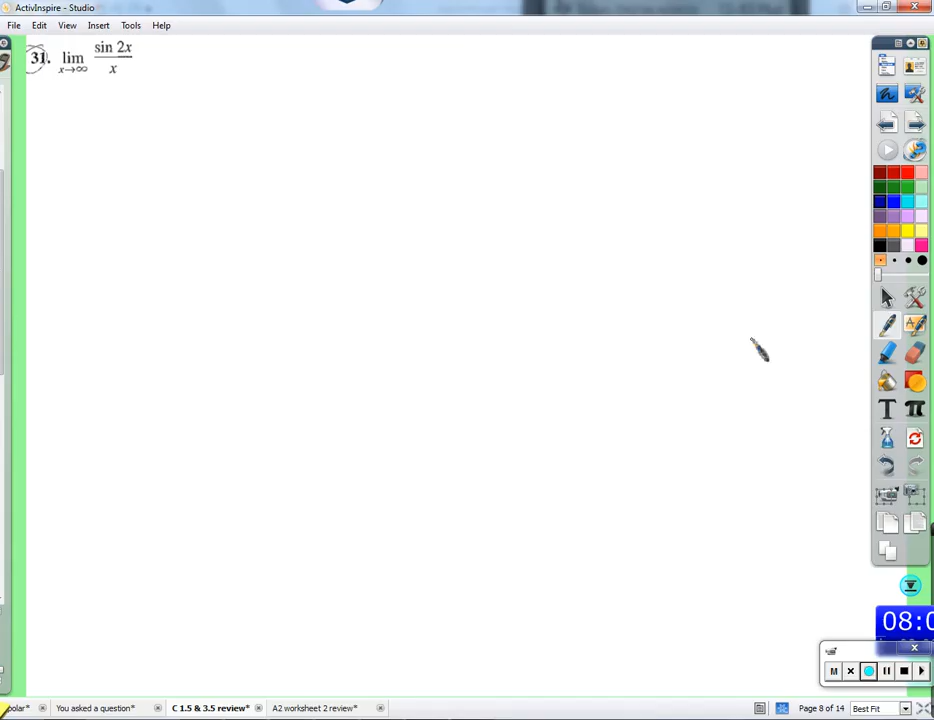 ActivInspire - Studio
File Edit View Insert Tools Help
31. lim x→∞ sin 2x / x
T π
08:0
M
polar* You asked a question* C 1.5 & 3.5 review* A2 worksheet 2 review* Page 8 of 14 Best Fit